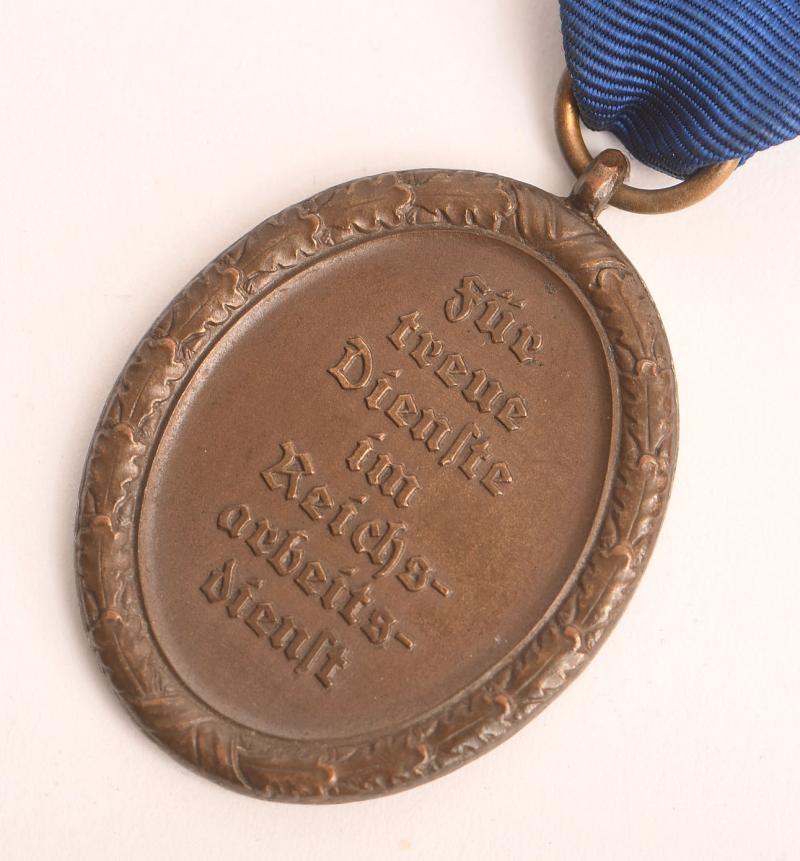 Für
treue
Dienste
im
Reichs-
arbeits-
dienst